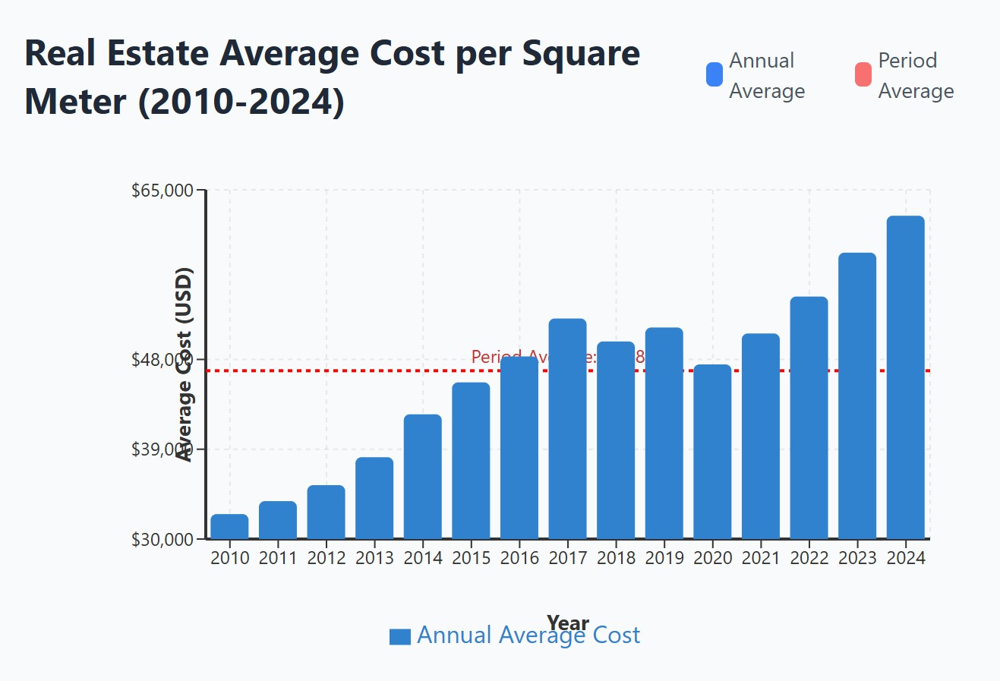 Real Estate Average Cost per Square
Meter (2010-2024)
Annual
Average
Period
Average
$65,000
$48,000
$39,000
$30,000
Average Cost (USD)
Period
2010 2011 2012 2013 2014 2015 2016 2017 2018 2019 2020 2021 2022 2023 2024
Year
Annual Average Cost